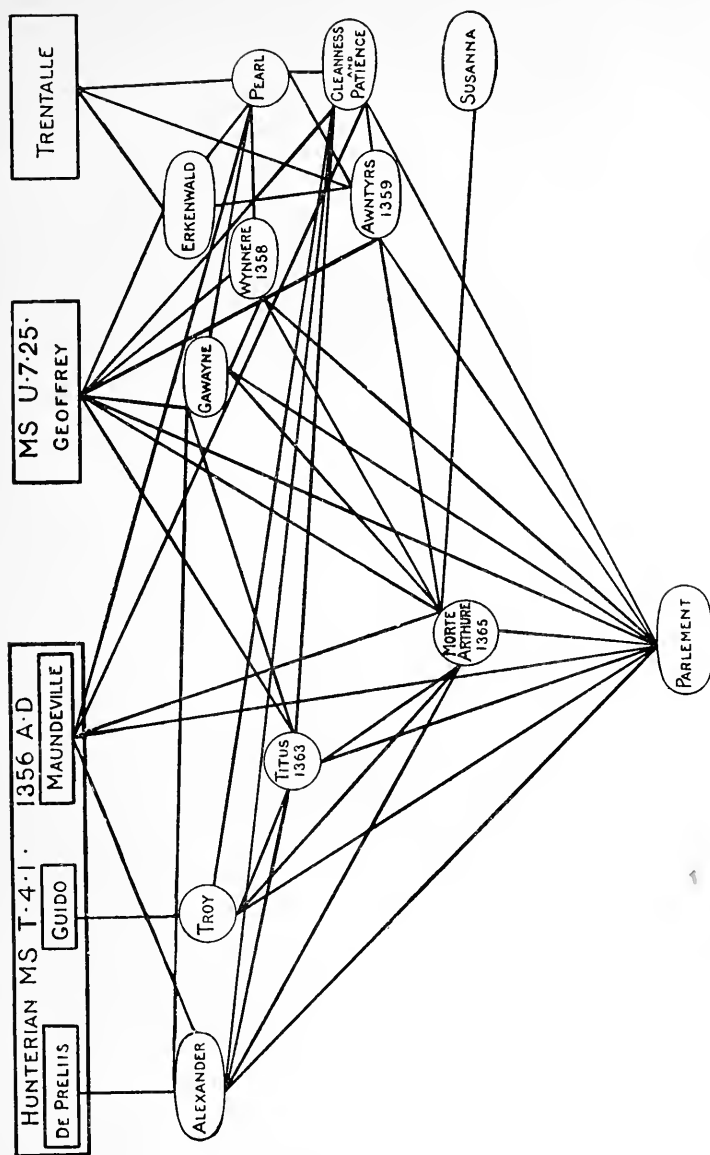 HUNTERIAN MS T·4·1· 1356 A·D
DE PRELIIS
GUIDO
MAUNDEVILLE
MS U·7·25·
GEOFFREY
TRENTALLE
ALEXANDER
TROY
TITUS
1363
GAWAYNE
WYNNERE
1358
ERKENWALD
PEARL
CLEANNESS
AND
PATIENCE
AWNTYRS
1359
SUSANNA
MORTE
ARTHURE
1365
PARLEMENT